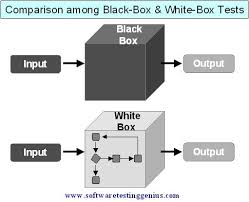 Comparison among Black-Box & White-Box Tests
Black
Box
Input
Output
White
Box
Input
Output
www.softwaretestinggenius.com